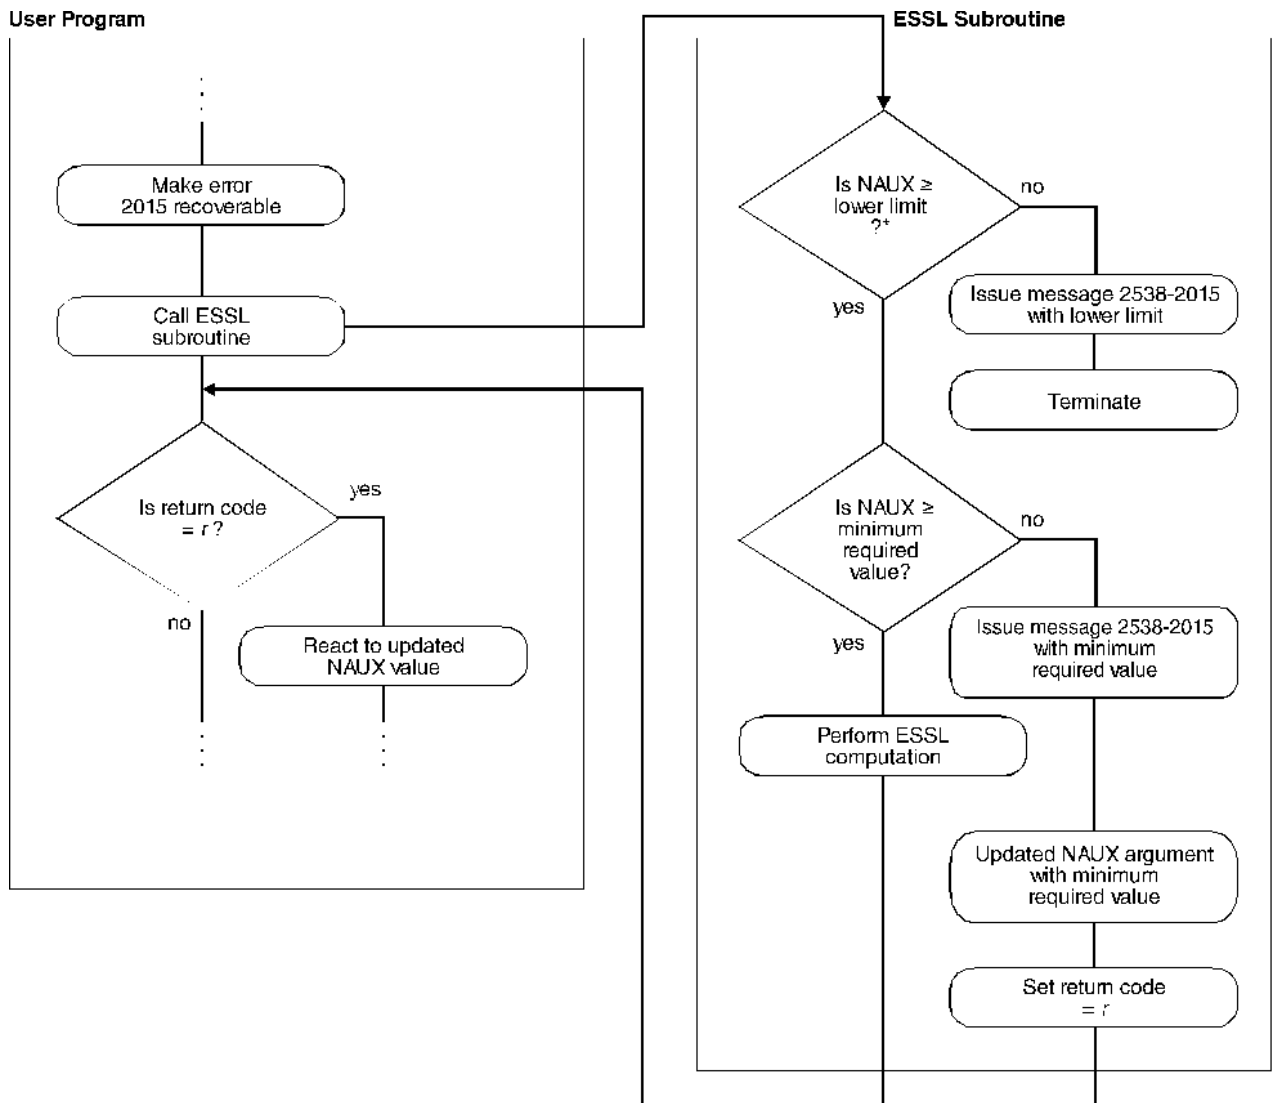 User Program
Make error
2015 recoverable
Call ESSL
subroutine
Is return code
= r ?
yes
no
React to updated
NAUX value
ESSL Subroutine
Is NAUX ≥
lower limit
?*
no
yes
Issue message 2538-2015
with lower limit
Terminate
Is NAUX ≥
minimum
required
value?
no
yes
Issue message 2538-2015
with minimum
required value
Perform ESSL
computation
Updated NAUX argument
with minimum
required value
Set return code
= r